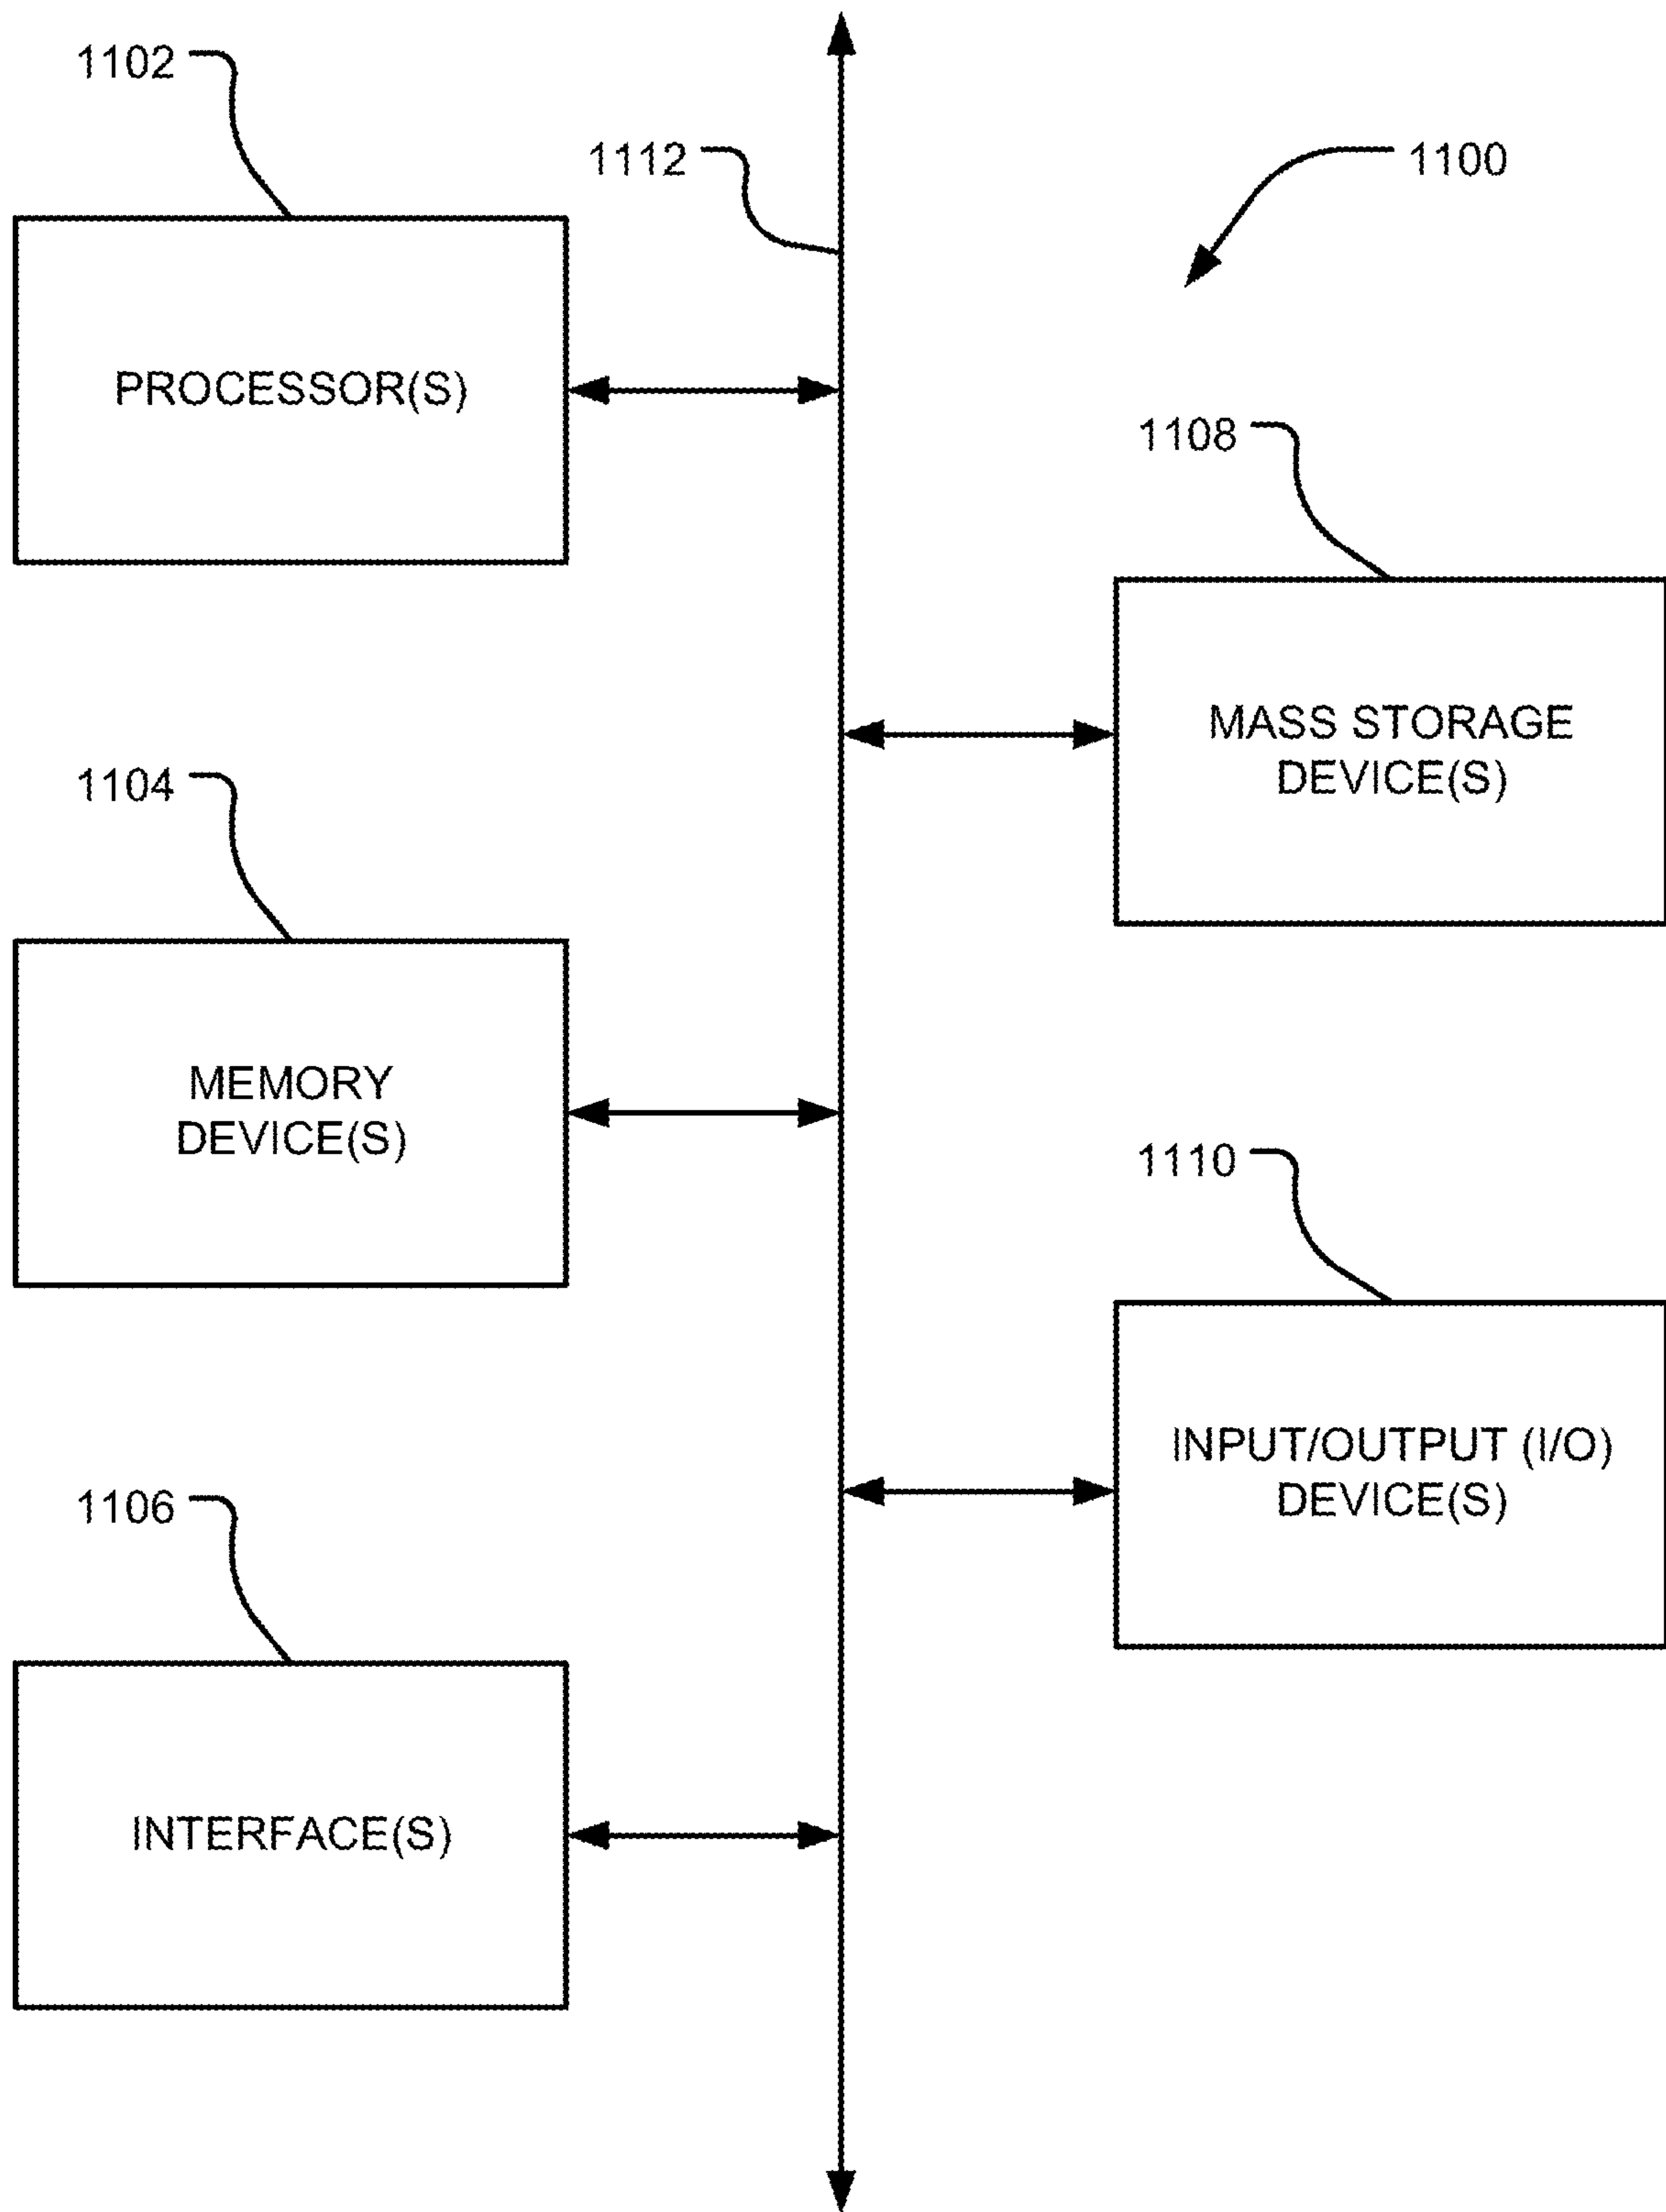 1102
1112
1100
PROCESSOR(S)
1108
MASS STORAGE
DEVICE(S)
1104
MEMORY
DEVICE(S)
1110
INPUT/OUTPUT (I/O)
DEVICE(S)
1106
INTERFACE(S)